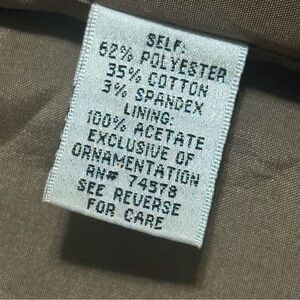 SELF:
62% POLYESTER
35% COTTON
3% SPANDEX
LINING:
100% ACETATE
EXCLUSIVE OF
ORNAMENTATION
RN# 74578
SEE REVERSE
FOR CARE